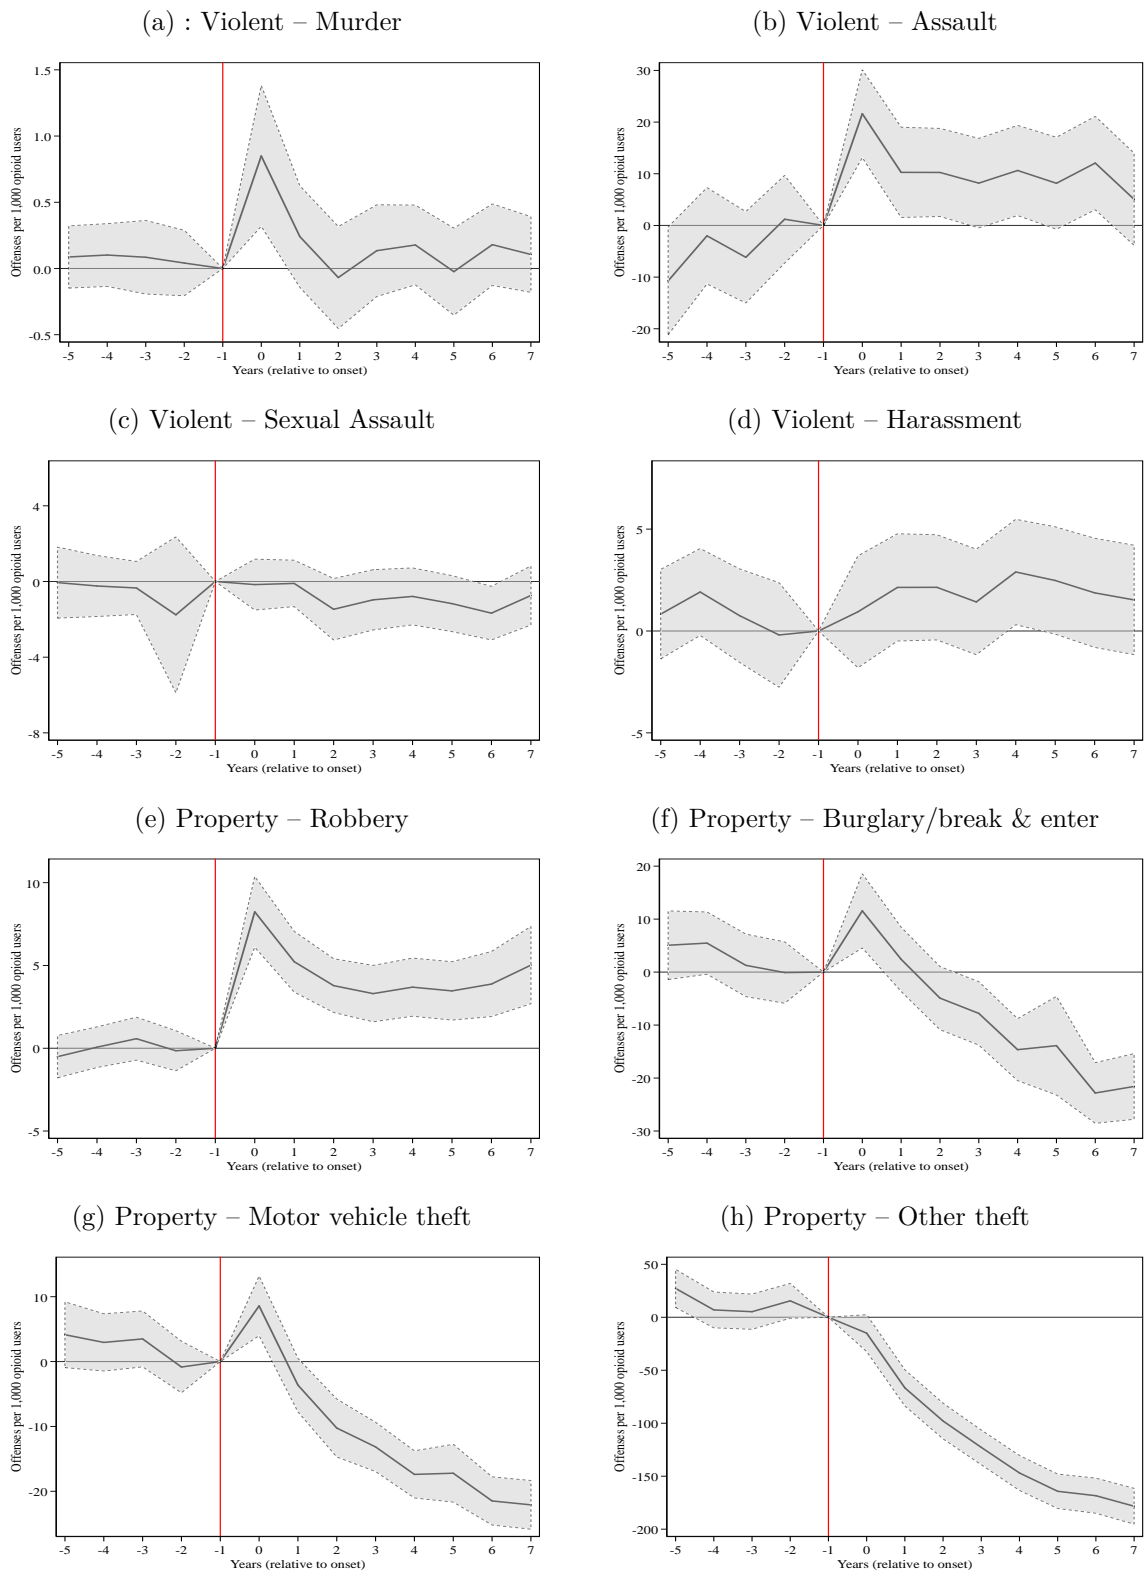 (a) : Violent – Murder
1.5
1.0
0.5
0.0
-0.5
Offenses per 1,000 opioid users
-5 -4 -3 -2 -1 0 1 2 3 4 5 6 7
Years (relative to onset)
(b) Violent – Assault
30
20
10
0
-10
-20
Offenses per 1,000 opioid users
-5 -4 -3 -2 -1 0 1 2 3 4 5 6 7
Years (relative to onset)
(c) Violent – Sexual Assault
4
0
-4
-8
Offenses per 1,000 opioid users
-5 -4 -3 -2 -1 0 1 2 3 4 5 6 7
Years (relative to onset)
(d) Violent – Harassment
5
0
-5
Offenses per 1,000 opioid users
-5 -4 -3 -2 -1 0 1 2 3 4 5 6 7
Years (relative to onset)
(e) Property – Robbery
10
5
0
-5
Offenses per 1,000 opioid users
-5 -4 -3 -2 -1 0 1 2 3 4 5 6 7
Years (relative to onset)
(f) Property – Burglary/break & enter
20
10
0
-10
-20
-30
Offenses per 1,000 opioid users
-5 -4 -3 -2 -1 0 1 2 3 4 5 6 7
Years (relative to onset)
(g) Property – Motor vehicle theft
10
0
-10
-20
Offenses per 1,000 opioid users
-5 -4 -3 -2 -1 0 1 2 3 4 5 6 7
Years (relative to onset)
(h) Property – Other theft
50
0
-50
-100
-150
-200
Offenses per 1,000 opioid users
-5 -4 -3 -2 -1 0 1 2 3 4 5 6 7
Years (relative to onset)